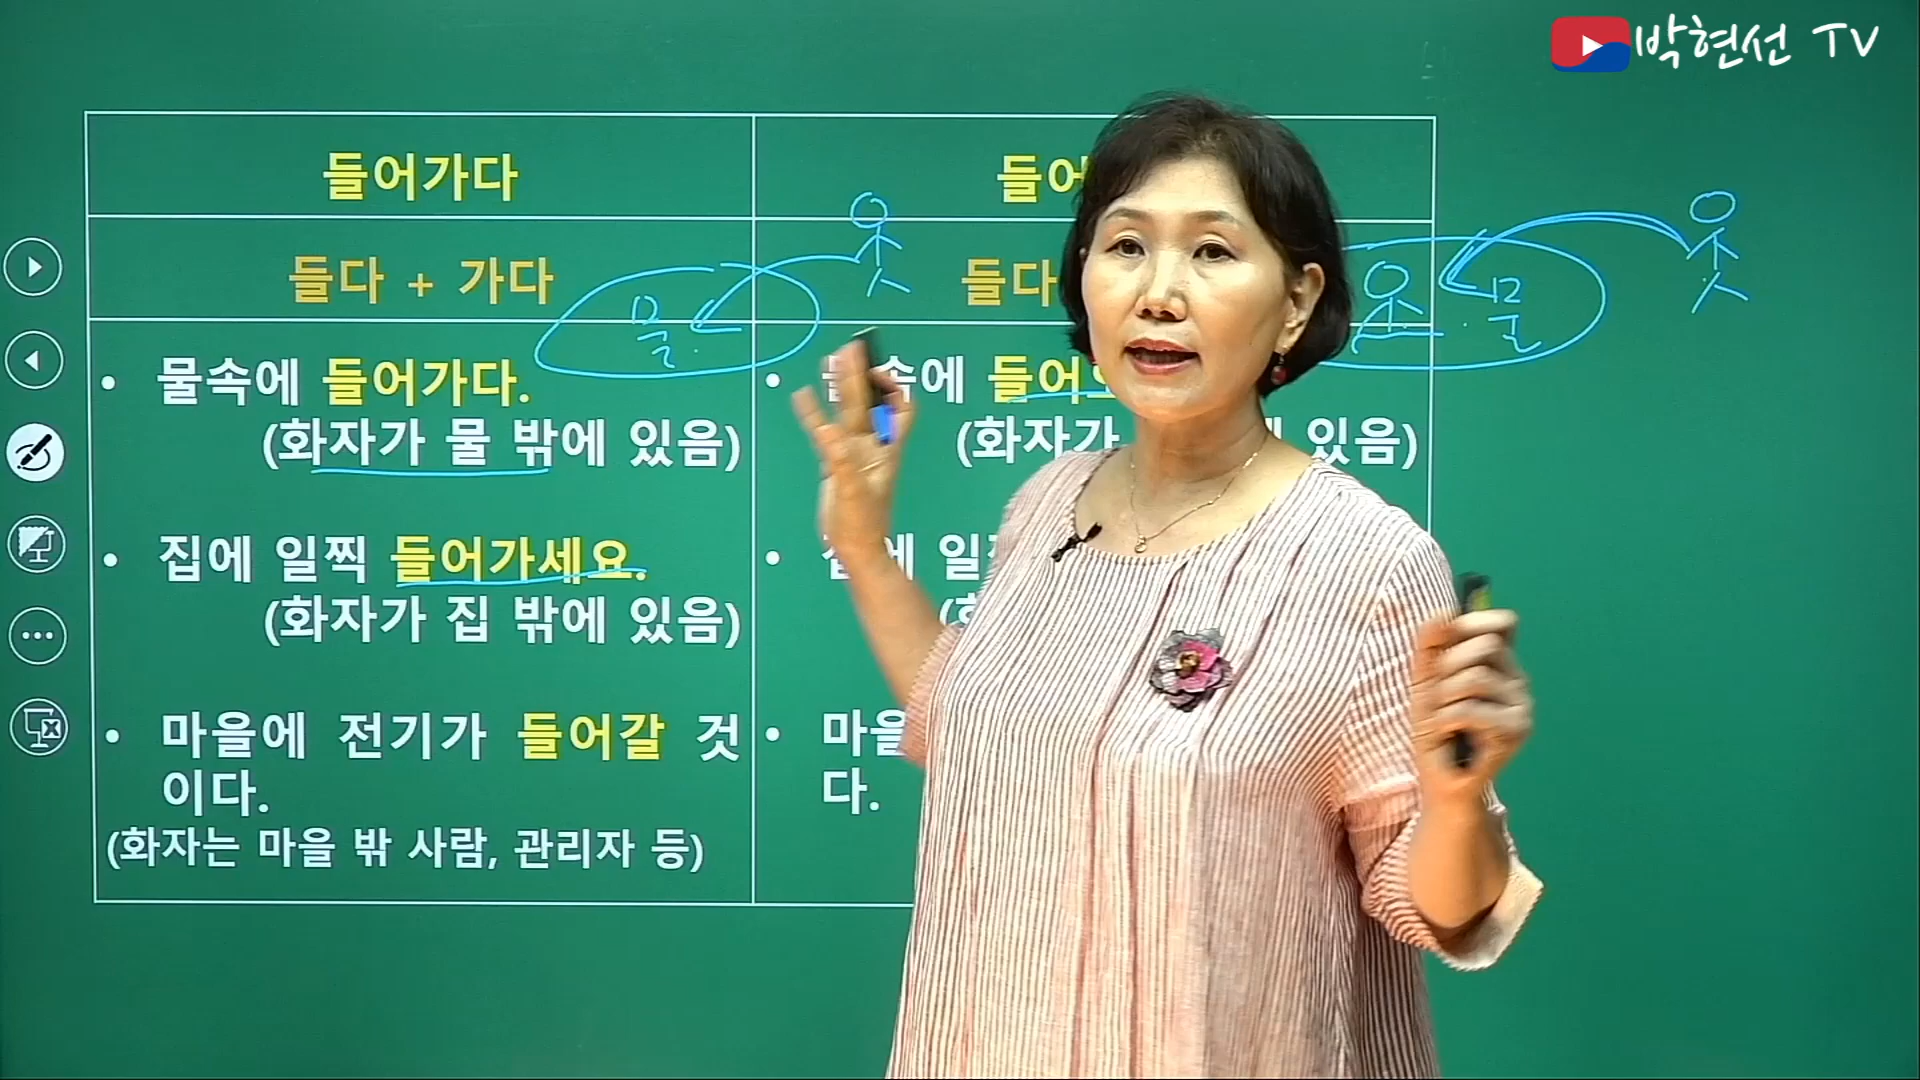 박현선 TV
들어가다
들어
들다 + 가다
들다
물
물
• 물속에 들어가다.
(화자가 물 밖에 있음)
• 집에 일찍 들어가세요.
(화자가 집 밖에 있음)
• 마을에 전기가 들어갈 것
이다.
(화자는 마을 밖 사람, 관리자 등)
• 속에 들어
(화자가 있음)
•
• 마을
다.